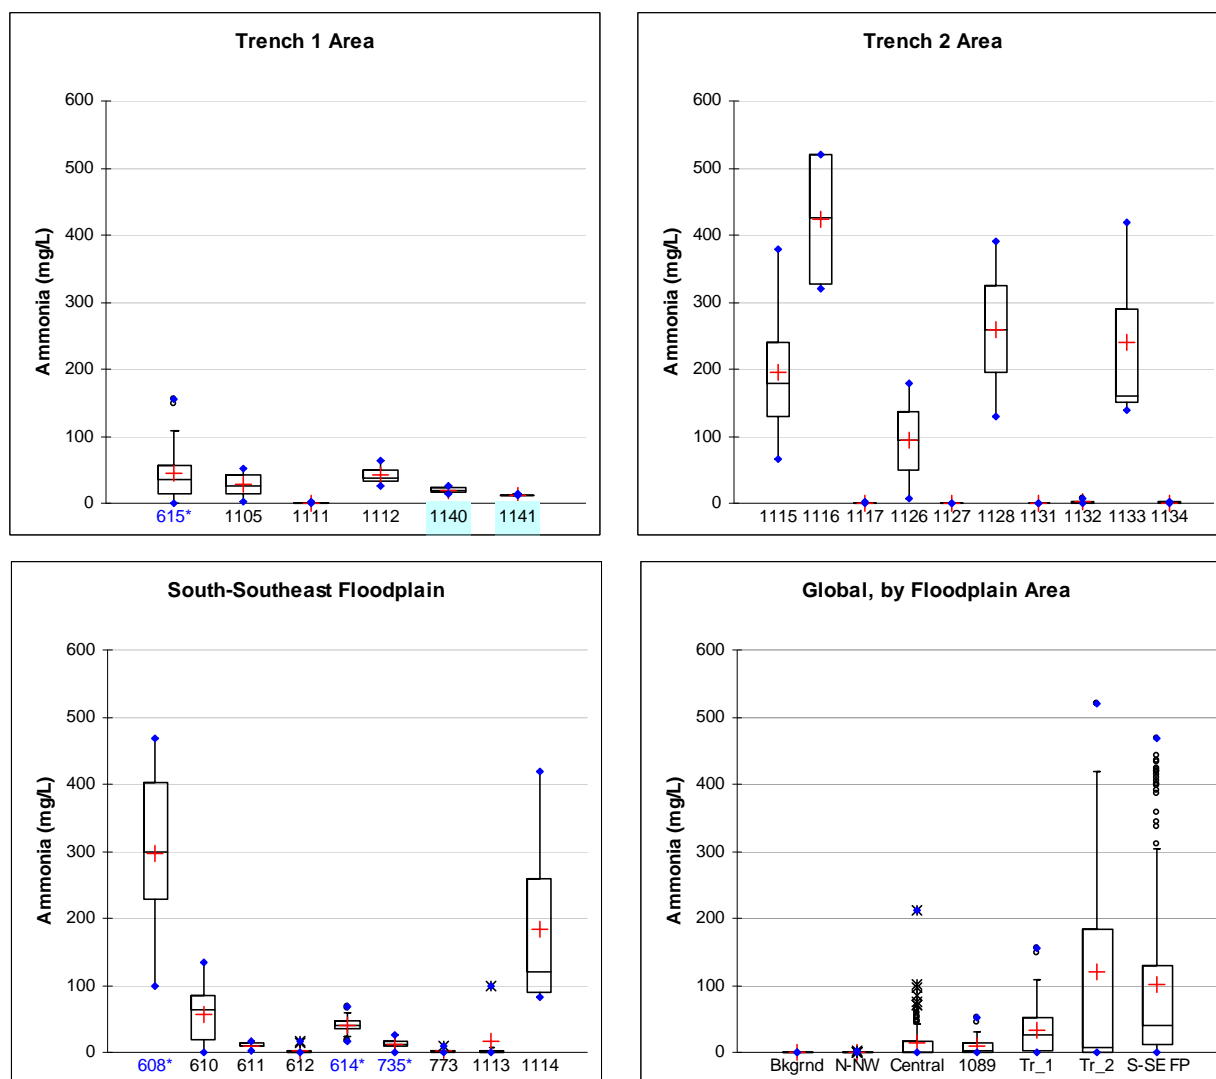 Trench 1 Area
Ammonia (mg/L)
600
500
400
300
200
100
0
615* 1105 1111 1112 1140 1141
Trench 2 Area
Ammonia (mg/L)
600
500
400
300
200
100
0
1115 1116 1117 1126 1127 1128 1131 1132 1133 1134
South-Southeast Floodplain
Ammonia (mg/L)
600
500
400
300
200
100
0
608* 610 611 612 614* 735* 773 1113 1114
Global, by Floodplain Area
Ammonia (mg/L)
600
500
400
300
200
100
0
Bkgrnd N-NW Central 1089 Tr_1 Tr_2 S-SE FP